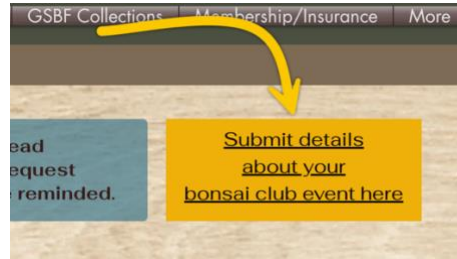 GSBF Collections Membership/Insurance More
ead
equest
reminded.
Submit details
about your
bonsai club event here